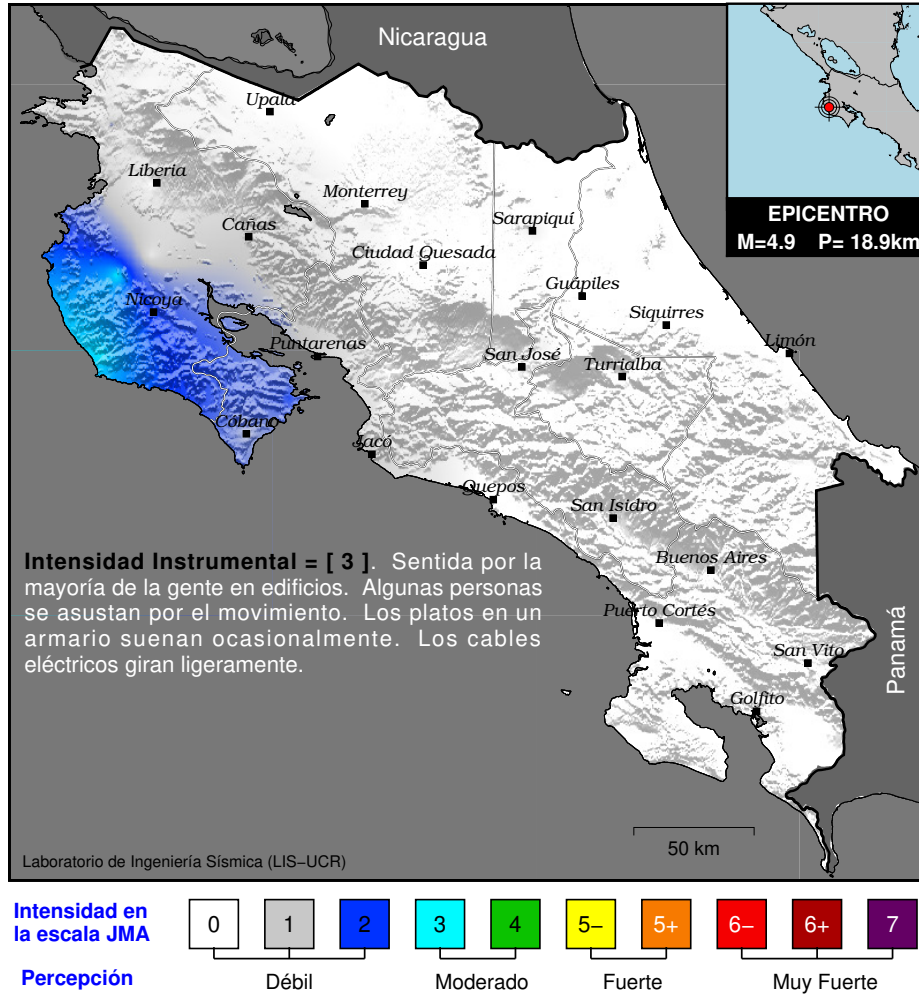 Nicaragua
Upala
Liberia
Monterrey
Cañas
Sarapiquí
Ciudad Quesada
EPICENTRO
M=4.9 P= 18.9km
Guápiles
Nicoya
Siquirres
Limón
Puntarenas
San José
Turrialba
Cóbano
Jacó
Quepos
San Isidro
Buenos Aires
Puerto Cortés
San Vito
Golfito
Panamá
Intensidad Instrumental = [ 3 ]. Sentida por la
mayoría de la gente en edificios. Algunas personas
se asustan por el movimiento. Los platos en un
armario suenan ocasionalmente. Los cables
eléctricos giran ligeramente.
50 km
Laboratorio de Ingeniería Sísmica (LIS−UCR)
Intensidad en
la escala JMA
0 1 2 3 4 5− 5+ 6− 6+ 7
Percepción Débil Moderado Fuerte Muy Fuerte